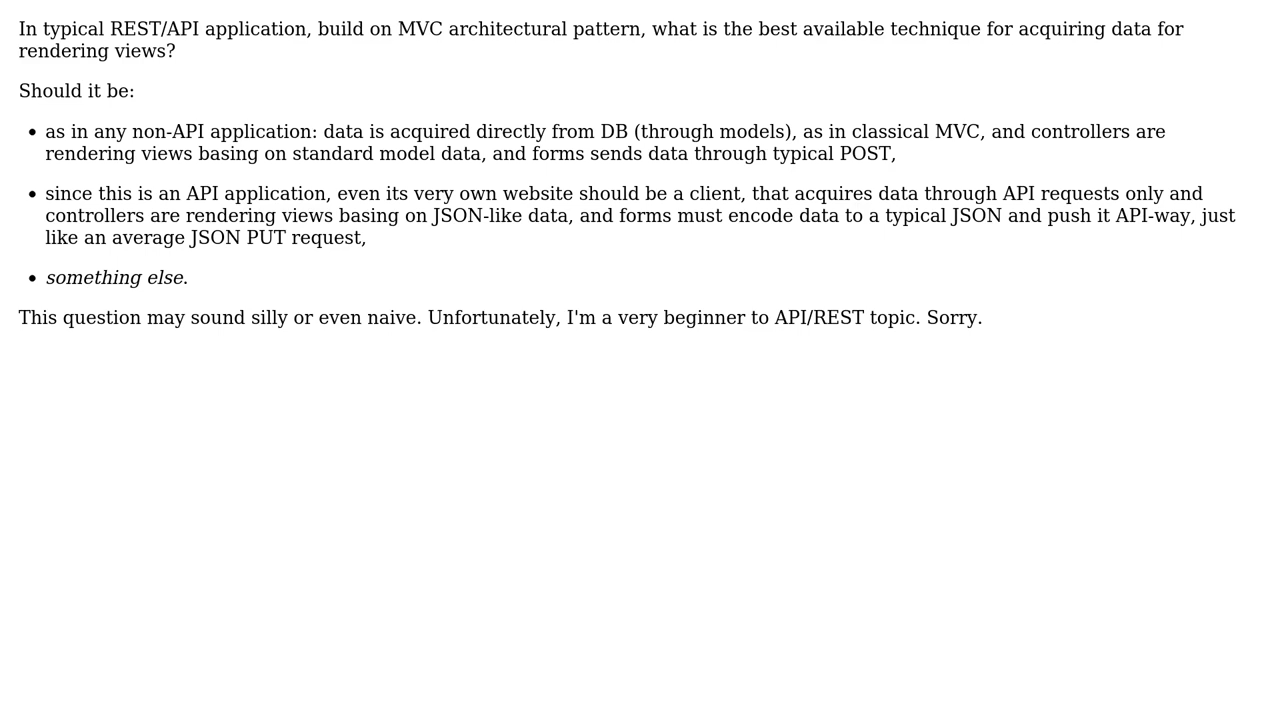 In typical REST/API application, build on MVC architectural pattern, what is the best available technique for acquiring data for
rendering views?
Should it be:
• as in any non-API application: data is acquired directly from DB (through models), as in classical MVC, and controllers are
rendering views basing on standard model data, and forms sends data through typical POST,
• since this is an API application, even its very own website should be a client, that acquires data through API requests only and
controllers are rendering views basing on JSON-like data, and forms must encode data to a typical JSON and push it API-way, just
like an average JSON PUT request,
• something else.
This question may sound silly or even naive. Unfortunately, I'm a very beginner to API/REST topic. Sorry.